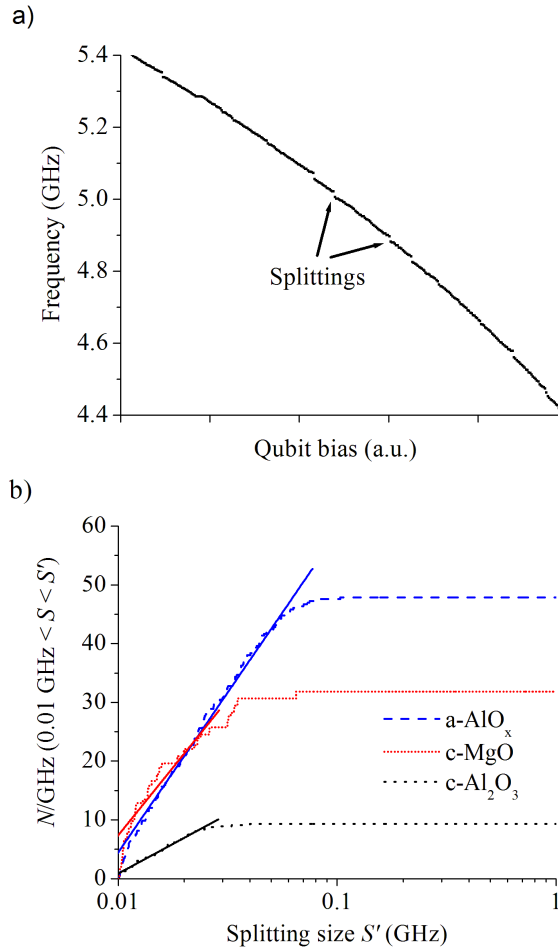 a)
5.4
5.2
5.0
4.8
4.6
4.4
Frequency (GHz)
Splittings
Qubit bias (a.u.)
b)
60
50
40
30
20
10
0
N/GHz (0.01 GHz < S < S')
a-AlOx
c-MgO
c-Al2O3
0.01
0.1
1
Splitting size S' (GHz)